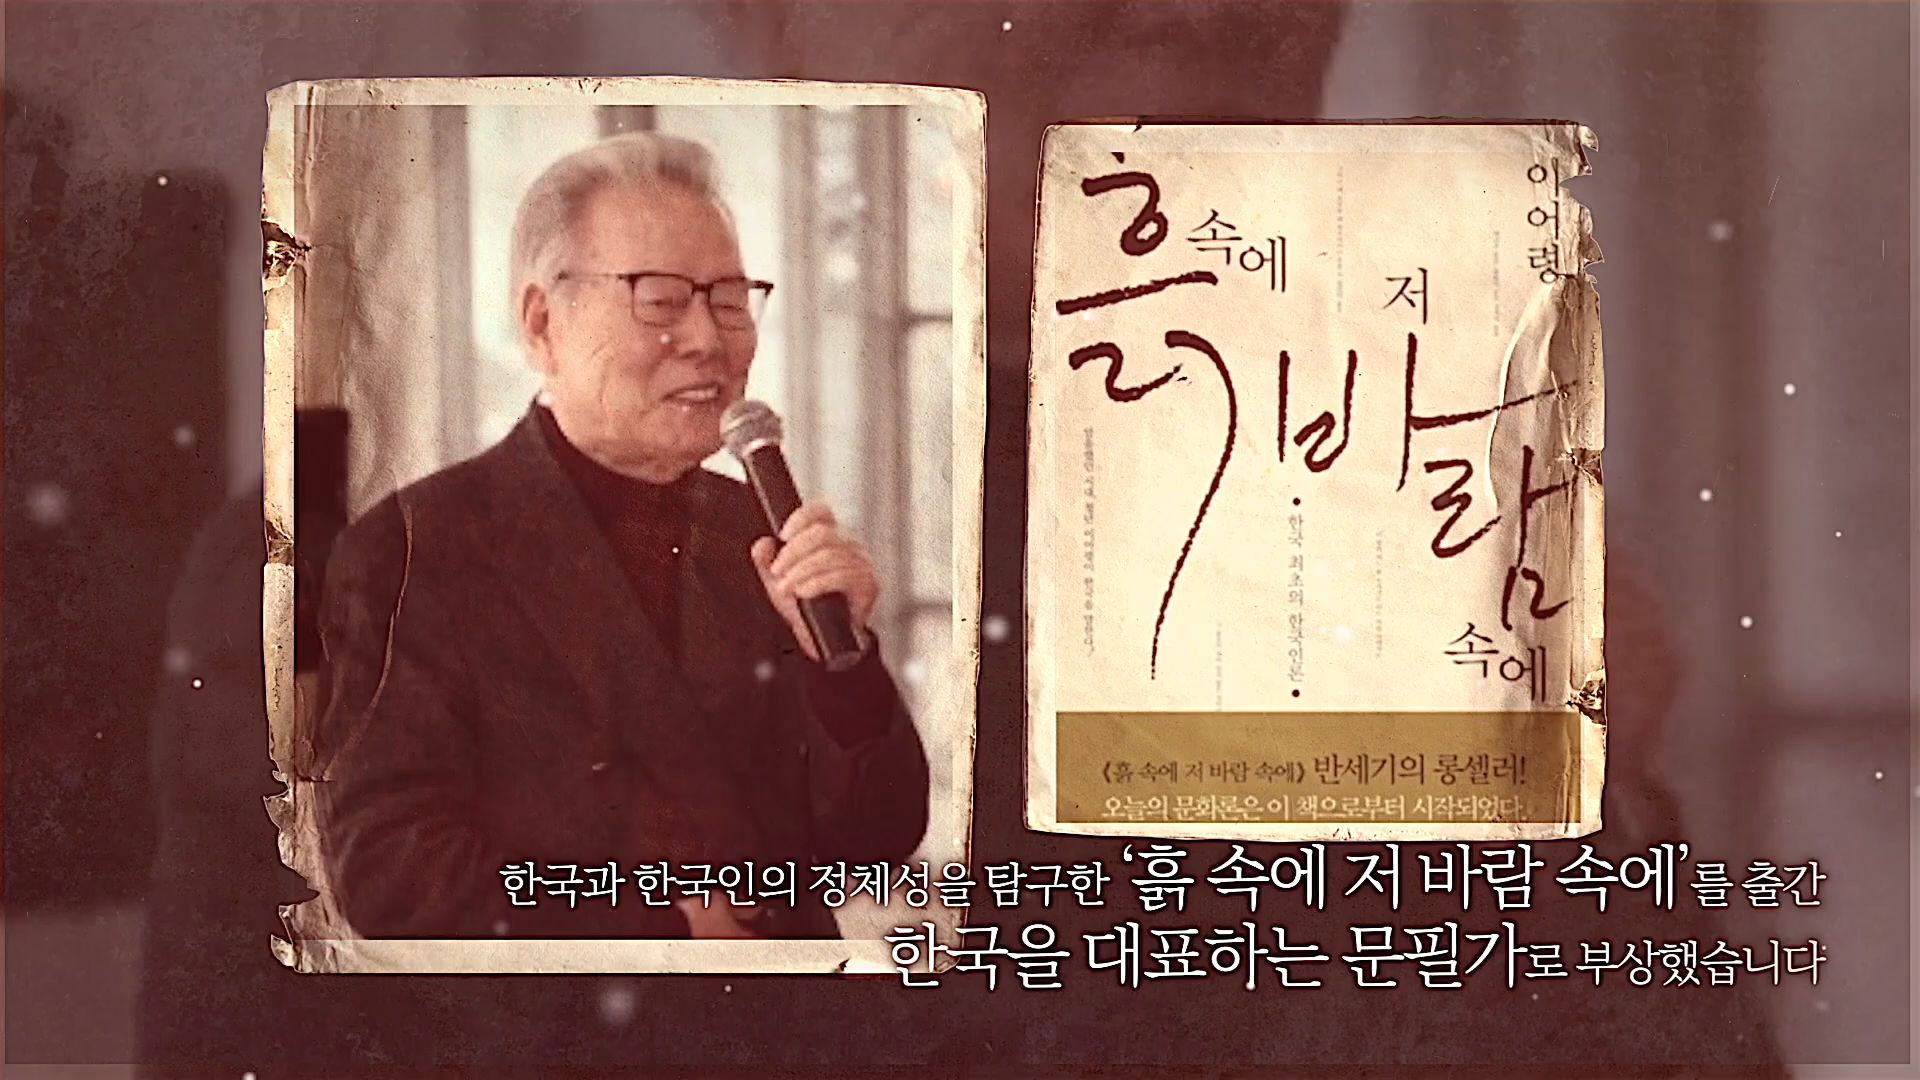 흙
속에
저
바람
속에
이어령
• 한국 최초의 한국인론 •
《흙 속에 저 바람 속에》 반세기의 롱셀러!
오늘의 문화론은 이 책으로부터 시작되었다.
한국과 한국인의 정체성을 탐구한 ‘흙 속에 저 바람 속에’를 출간
한국을 대표하는 문필가로 부상했습니다